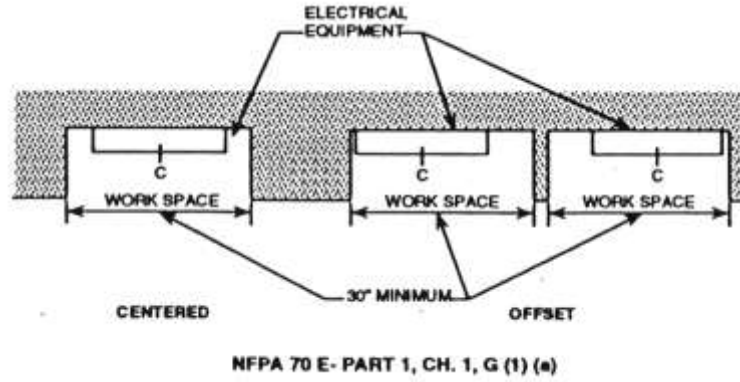 ELECTRICAL
EQUIPMENT
C
C
C
WORK SPACE
WORK SPACE
WORK SPACE
30" MINIMUM
CENTERED
OFFSET
NFPA 70 E- PART 1, CH. 1, G (1) (a)